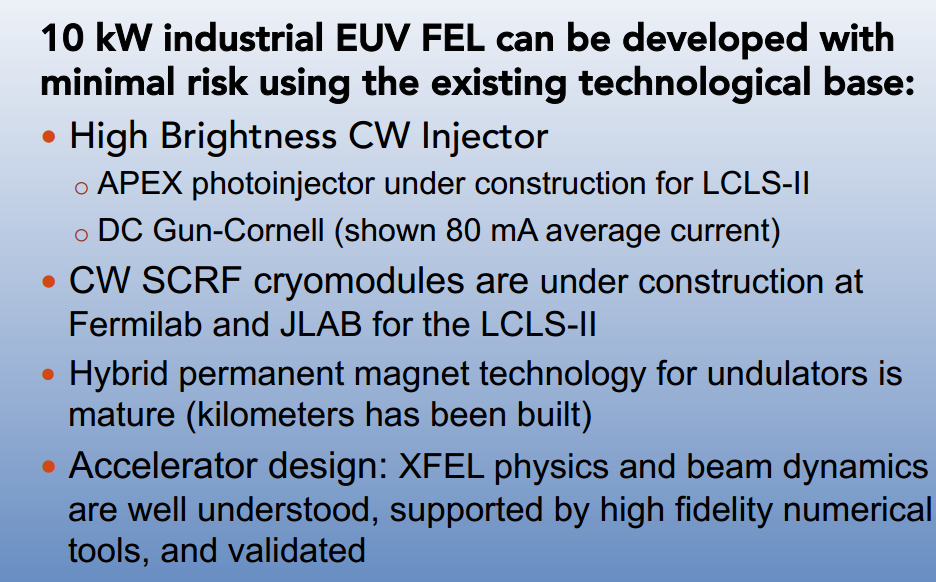 10 kW industrial EUV FEL can be developed with
minimal risk using the existing technological base:
• High Brightness CW Injector
○ APEX photoinjector under construction for LCLS-II
○ DC Gun-Cornell (shown 80 mA average current)
• CW SCRF cryomodules are under construction at
Fermilab and JLAB for the LCLS-II
• Hybrid permanent magnet technology for undulators is
mature (kilometers has been built)
• Accelerator design: XFEL physics and beam dynamics
are well understood, supported by high fidelity numerical
tools, and validated